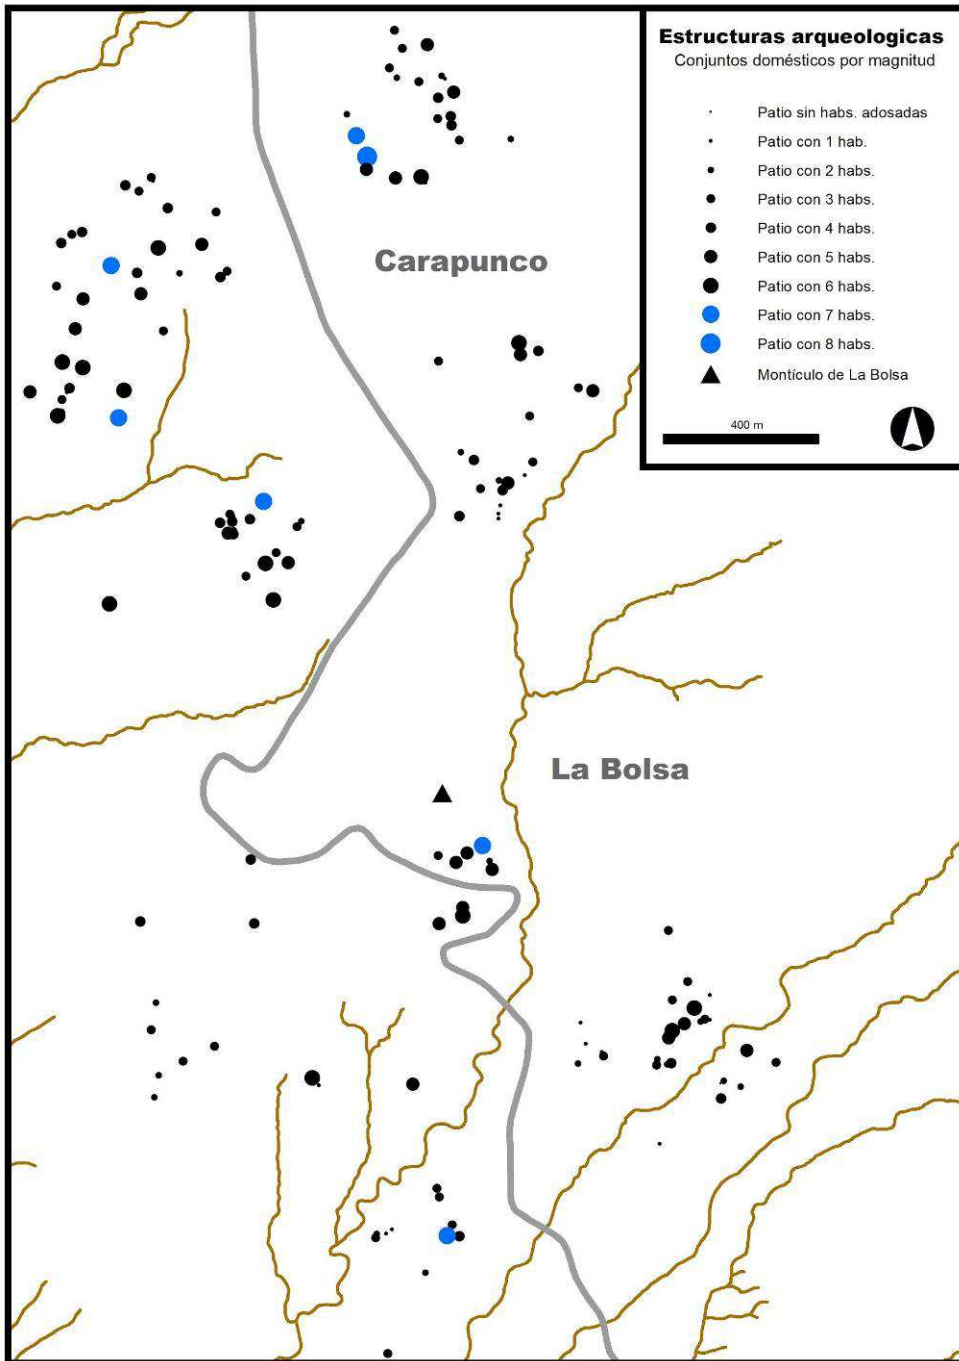 Estructuras arqueologicas
Conjuntos domésticos por magnitud
Patio sin habs. adosadas
Patio con 1 hab.
Patio con 2 habs.
Patio con 3 habs.
Patio con 4 habs.
Patio con 5 habs.
Patio con 6 habs.
Patio con 7 habs.
Patio con 8 habs.
Montículo de La Bolsa
400 m
Carapunco
La Bolsa